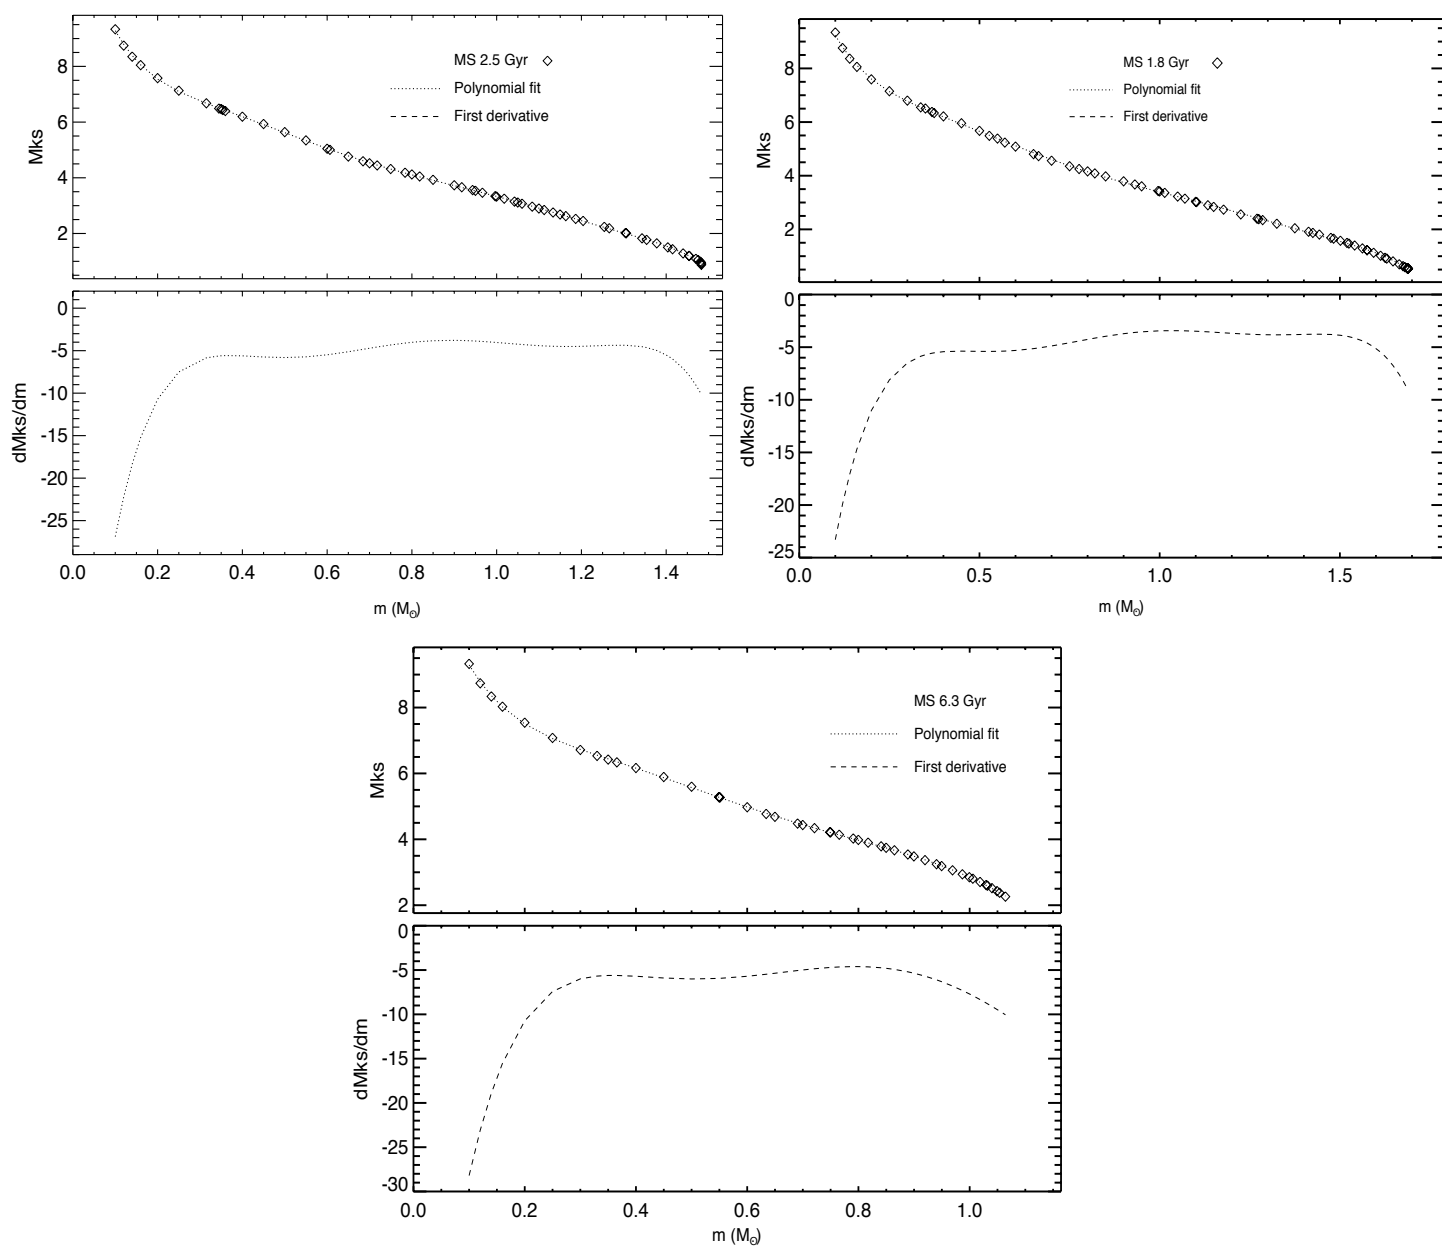 MS 2.5 Gyr
Polynomial fit
First derivative
Mks
8
6
4
2
dMks/dm
0
-5
-10
-15
-20
-25
0.0 0.2 0.4 0.6 0.8 1.0 1.2 1.4
m (M⊙)
MS 1.8 Gyr
Polynomial fit
First derivative
Mks
8
6
4
2
dMks/dm
0
-5
-10
-15
-20
-25
0.0 0.5 1.0 1.5
m (M⊙)
MS 6.3 Gyr
Polynomial fit
First derivative
Mks
8
6
4
2
dMks/dm
0
-5
-10
-15
-20
-25
-30
0.0 0.2 0.4 0.6 0.8 1.0
m (M⊙)